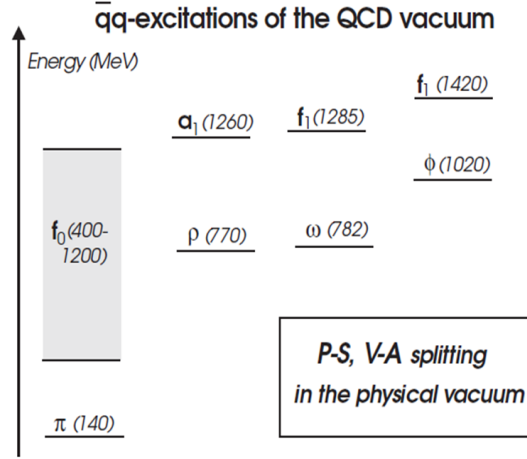 q̄q-excitations of the QCD vacuum
Energy (MeV)
f₁ (1420)
a₁ (1260)
f₁ (1285)
ϕ (1020)
f₀ (400-
1200)
ρ (770)
ω (782)
π (140)
P-S, V-A splitting
in the physical vacuum